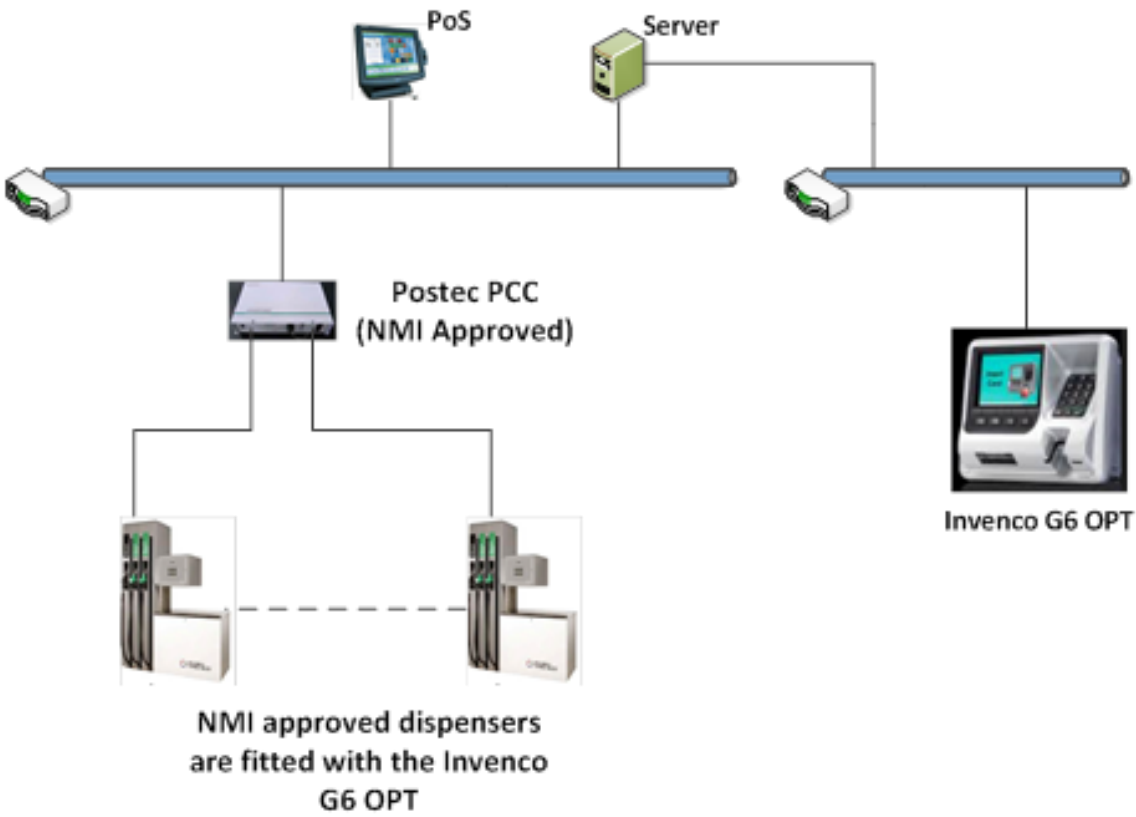 PoS
Server
Postec PCC
(NMI Approved)
Invenco G6 OPT
NMI approved dispensers
are fitted with the Invenco
G6 OPT